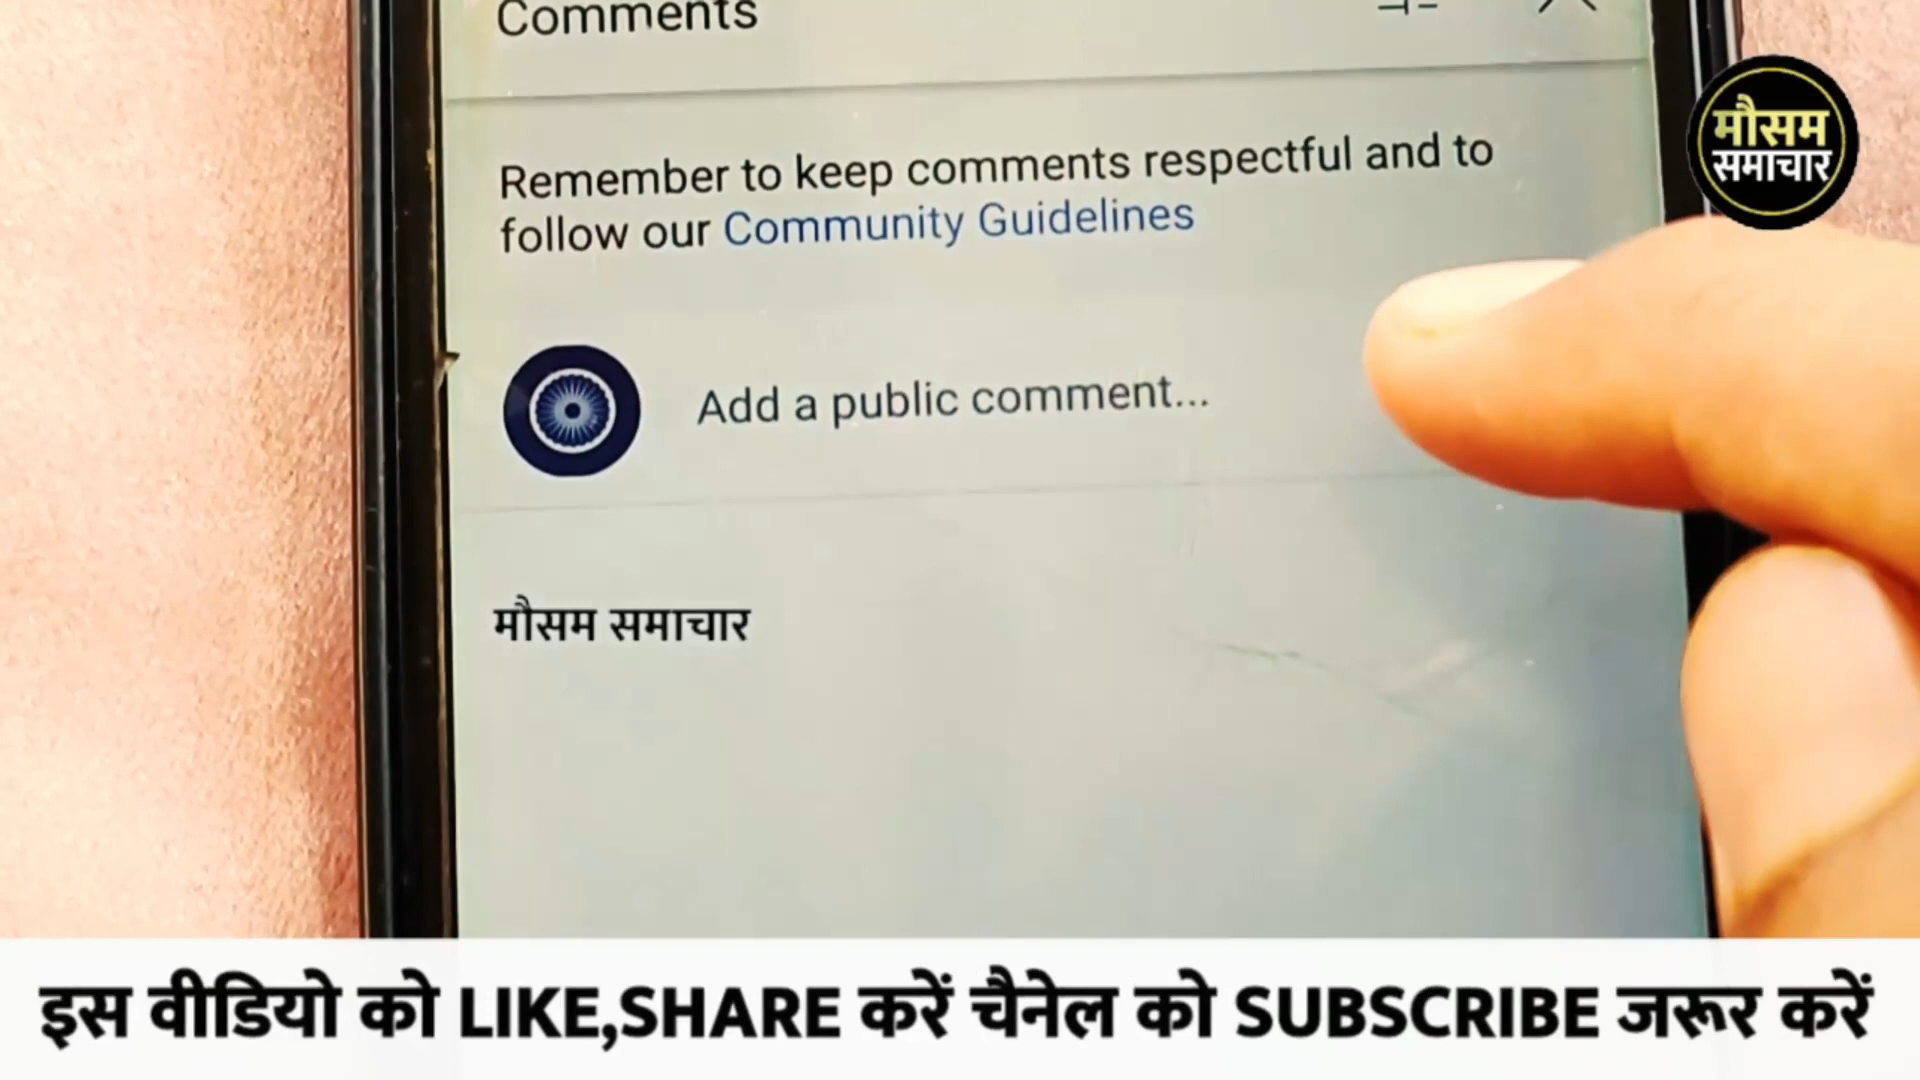 Comments
मौसम
समाचार
Remember to keep comments respectful and to
follow our Community Guidelines
Add a public comment...
मौसम समाचार
इस वीडियो को LIKE,SHARE करें चैनेल को SUBSCRIBE जरूर करें